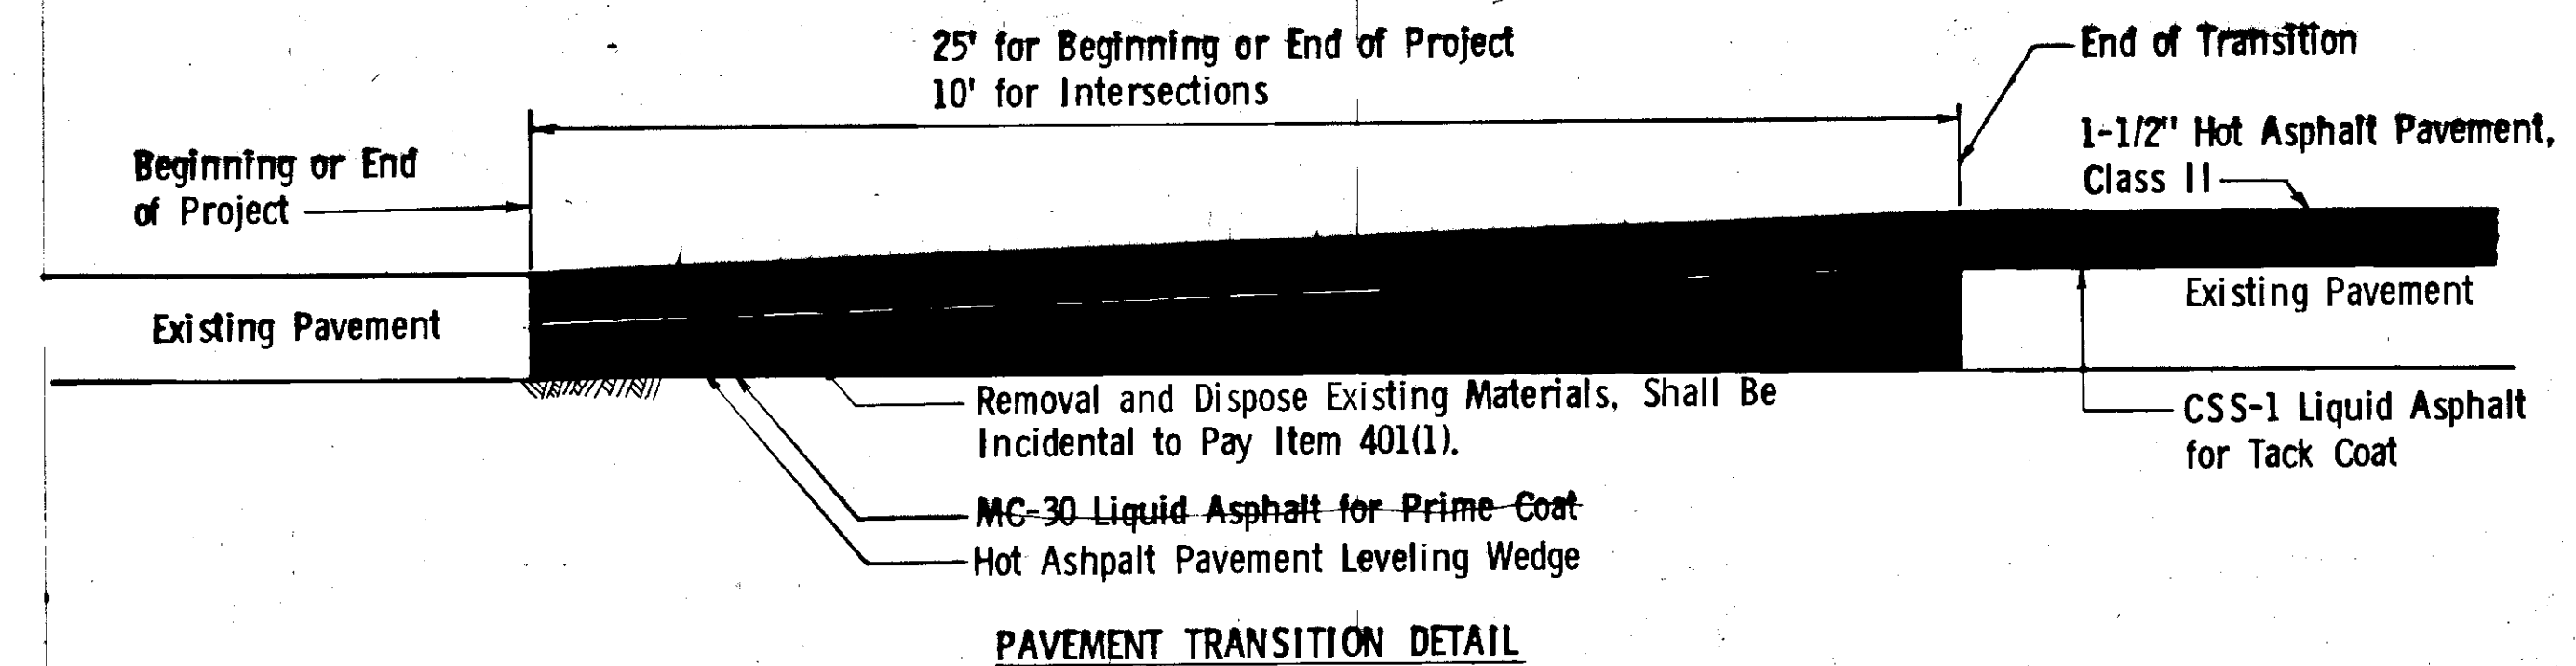 25' for Beginning or End of Project
10' for Intersections
End of Transition
1-1/2" Hot Asphalt Pavement,
Class II
Beginning or End
of Project
Existing Pavement
Existing Pavement
Removal and Dispose Existing Materials, Shall Be
Incidental to Pay Item 401(1).
CSS-1 Liquid Asphalt
for Tack Coat
MC-30 Liquid Asphalt for Prime Coat
Hot Ashpalt Pavement Leveling Wedge
PAVEMENT TRANSITION DETAIL